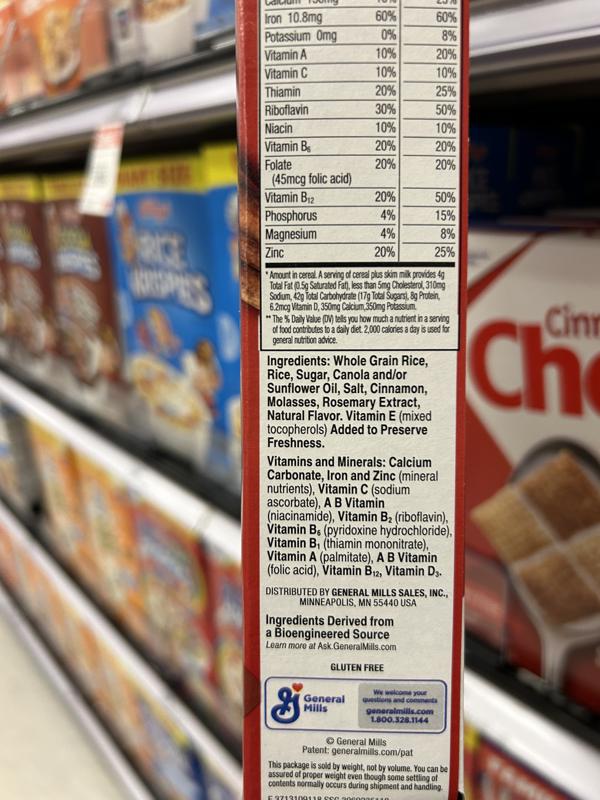 Iron 10.8mg 60% 60%
Potassium 0mg 0% 8%
Vitamin A 10% 20%
Vitamin C 10% 10%
Thiamin 20% 25%
Riboflavin 30% 50%
Niacin 10% 10%
Vitamin B6 20% 20%
Folate 20% 20%
(45mcg folic acid)
Vitamin B12 20% 50%
Phosphorus 4% 15%
Magnesium 4% 8%
Zinc 20% 25%
* Amount in cereal. A serving of cereal plus skim milk provides 4g
Total Fat (0.5g Saturated Fat), less than 5mg Cholesterol, 310mg
Sodium, 42g Total Carbohydrate (17g Total Sugars), 8g Protein,
6.2mcg Vitamin D, 350mg Calcium,350mg Potassium.
** The % Daily Value (DV) tells you how much a nutrient in a serving
of food contributes to a daily diet. 2,000 calories a day is used for
general nutrition advice.
Ingredients: Whole Grain Rice,
Rice, Sugar, Canola and/or
Sunflower Oil, Salt, Cinnamon,
Molasses, Rosemary Extract,
Natural Flavor. Vitamin E (mixed
tocopherols) Added to Preserve
Freshness.
Vitamins and Minerals: Calcium
Carbonate, Iron and Zinc (mineral
nutrients), Vitamin C (sodium
ascorbate), A B Vitamin
(niacinamide), Vitamin B2 (riboflavin),
Vitamin B6 (pyridoxine hydrochloride),
Vitamin B1 (thiamin mononitrate),
Vitamin A (palmitate), A B Vitamin
(folic acid), Vitamin B12, Vitamin D3.
DISTRIBUTED BY GENERAL MILLS SALES, INC.,
MINNEAPOLIS, MN 55440 USA
Ingredients Derived from
a Bioengineered Source
Learn more at Ask.GeneralMills.com
GLUTEN FREE
General
Mills
We welcome your
questions and comments
generalmills.com
1.800.328.1144
© General Mills
Patent: generalmills.com/pat
This package is sold by weight, not by volume. You can be
assured of proper weight even though some settling of
contents normally occurs during shipment and handling.
Cinn
Che
RICE
KRISPIES